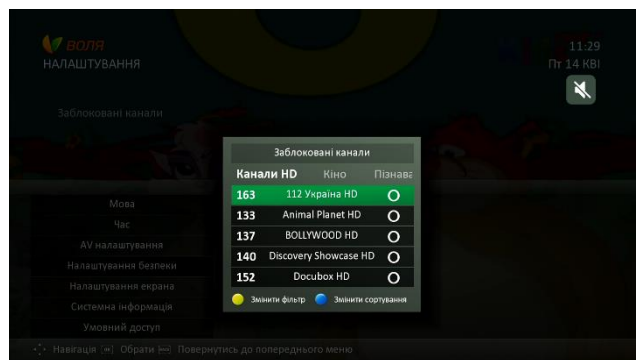 ВОЛЯ
НАЛАШТУВАННЯ
11:29
Пт 14 КВІ
Заблоковані канали
Заблоковані канали
Канали HD Кіно Пізнава
163 112 Україна HD
133 Animal Planet HD
137 BOLLYWOOD HD
140 Discovery Showcase HD
152 Docubox HD
Змінити фільтр Змінити сортування
Мова
Час
AV налаштування
Налаштування безпеки
Налаштування екрана
Системна інформація
Умовний доступ
Навігація Обрати Повернутись до попереднього меню